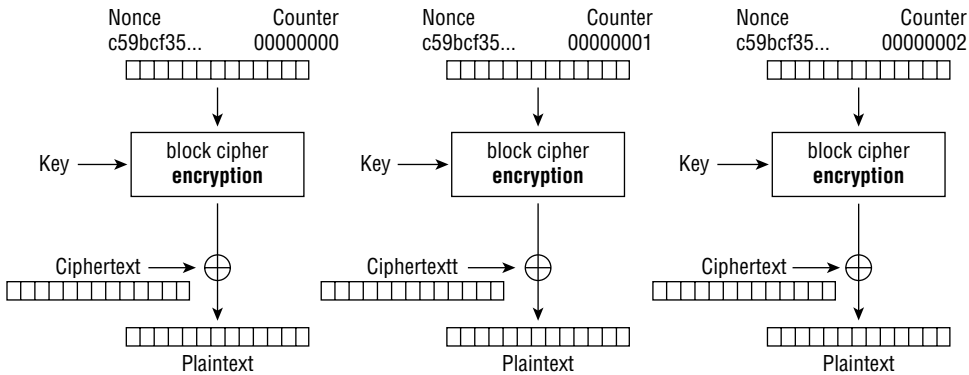 Nonce Counter Nonce Counter Nonce Counter
c59bcf35... 00000000 c59bcf35... 00000001 c59bcf35... 00000002
Key block cipher Key block cipher Key block cipher
encryption encryption encryption
Ciphertext Ciphertextt Ciphertext
Plaintext Plaintext Plaintext